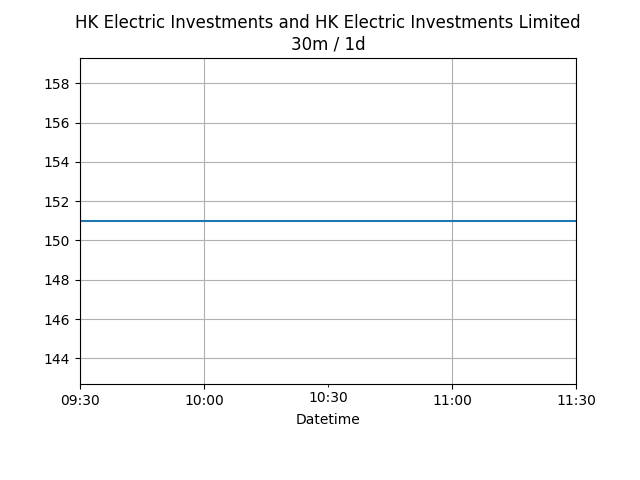 HK Electric Investments and HK Electric Investments Limited
30m / 1d
158
156
154
152
150
148
146
144
09:30 10:00 10:30 11:00 11:30
Datetime